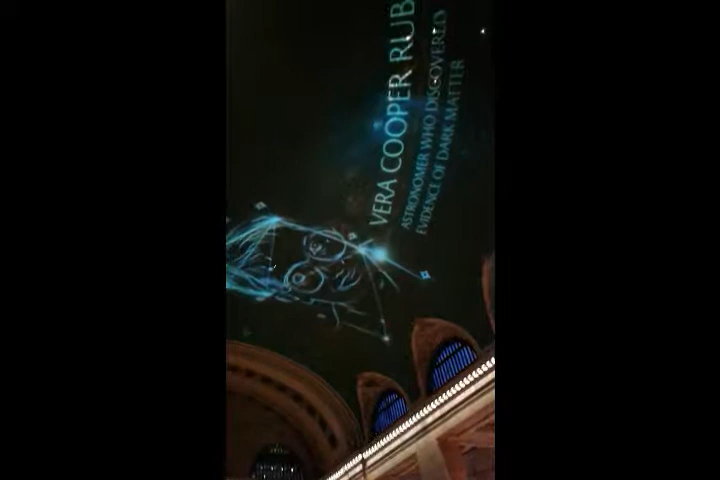 VERA COOPER RUB
ASTRONOMER WHO DISCOVERED
EVIDENCE OF DARK MATTER